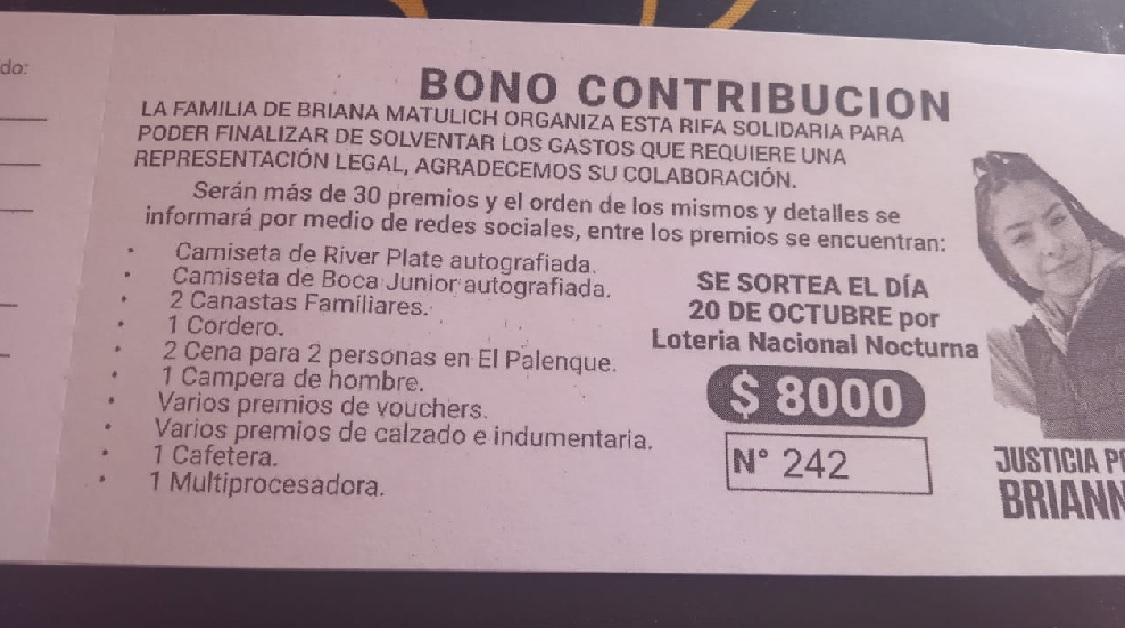 do:
BONO CONTRIBUCION
LA FAMILIA DE BRIANA MATULICH ORGANIZA ESTA RIFA SOLIDARIA PARA
PODER FINALIZAR DE SOLVENTAR LOS GASTOS QUE REQUIERE UNA
REPRESENTACIÓN LEGAL, AGRADECEMOS SU COLABORACIÓN.
Serán más de 30 premios y el orden de los mismos y detalles se
informará por medio de redes sociales, entre los premios se encuentran:
• Camiseta de River Plate autografiada.
• Camiseta de Boca Junior autografiada.
• 2 Canastas Familiares.
• 1 Cordero.
• 2 Cena para 2 personas en El Palenque.
• 1 Campera de hombre.
• Varios premios de vouchers.
• Varios premios de calzado e indumentaria.
• 1 Cafetera.
• 1 Multiprocesadora.
SE SORTEA EL DÍA
20 DE OCTUBRE por
Loteria Nacional Nocturna
$ 8000
N° 242
JUSTICIA P
BRIANN